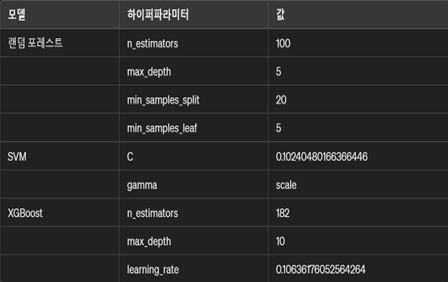 모델 하이퍼파라미터 값
랜덤 포레스트 n_estimators 100
max_depth 5
min_samples_split 20
min_samples_leaf 5
SVM C 0.10240480166366446
gamma scale
XGBoost n_estimators 182
max_depth 10
learning_rate 0.10636176052564264